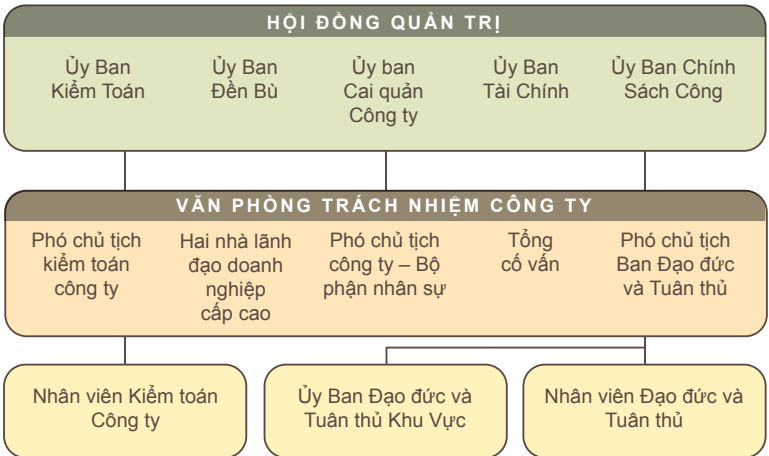 HỘI ĐỒNG QUẢN TRỊ
Ủy Ban
Kiểm Toán
Ủy Ban
Đền Bù
Ủy ban
Cai quản
Công ty
Ủy Ban
Tài Chính
Ủy Ban Chính
Sách Công
VĂN PHÒNG TRÁCH NHIỆM CÔNG TY
Phó chủ tịch
kiểm toán
công ty
Hai nhà lãnh
đạo doanh
nghiệp
cấp cao
Phó chủ tịch
công ty – Bộ
phận nhân sự
Tổng
cố vấn
Phó chủ tịch
Ban Đạo đức
và Tuân thủ
Nhân viên Kiểm toán
Công ty
Ủy Ban Đạo đức và
Tuân thủ Khu Vực
Nhân viên Đạo đức và
Tuân thủ